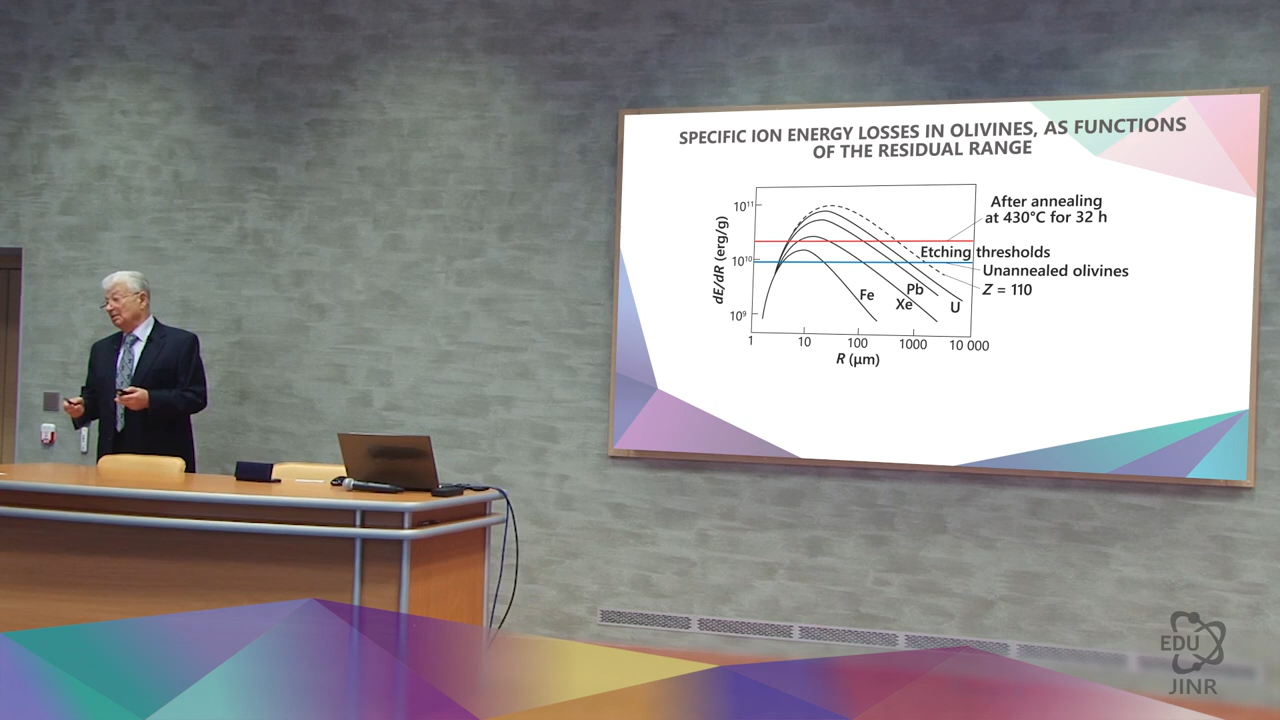 SPECIFIC ION ENERGY LOSSES IN OLIVINES, AS FUNCTIONS
OF THE RESIDUAL RANGE
dE/dR (erg/g)
10¹¹
10¹⁰
10⁹
After annealing
at 430°C for 32 h
Etching thresholds
Unannealed olivines
Z = 110
Fe
Pb
Xe
U
1
10
100
1000
10 000
R (µm)
EDU
JINR